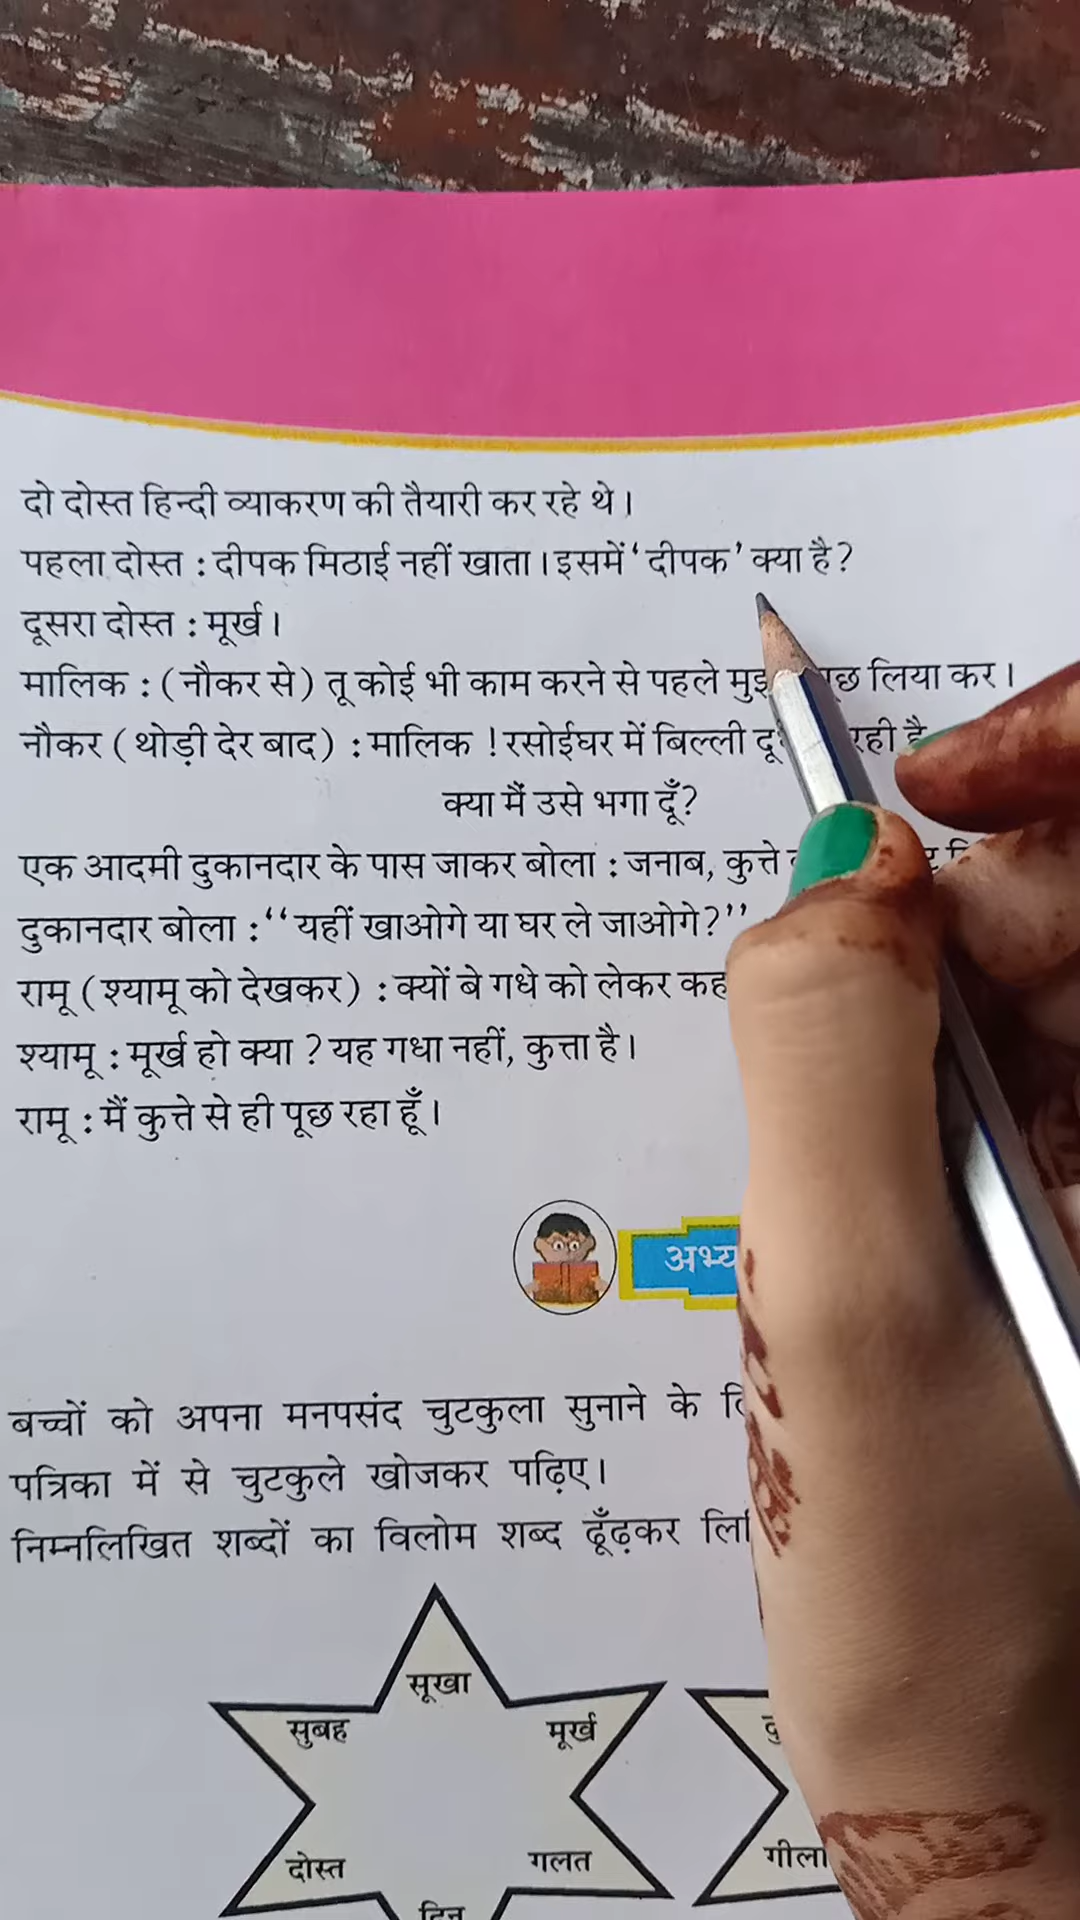 दो दोस्त हिन्दी व्याकरण की तैयारी कर रहे थे।
पहला दोस्त : दीपक मिठाई नहीं खाता। इसमें ‘दीपक’ क्या है?
दूसरा दोस्त : मूर्ख।
मालिक : (नौकर से) तू कोई भी काम करने से पहले लिया कर।
नौकर (थोड़ी देर बाद) : मालिक ! रसोईघर में बिल्ली रही है
क्या मैं उसे भगा दूँ?
एक आदमी दुकानदार के पास जाकर बोला : जनाब, कुत्ते
दुकानदार बोला : “यहीं खाओगे या घर ले जाओगे?”
रामू (श्यामू को देखकर) : क्यों बे गधे को लेकर
श्यामू : मूर्ख हो क्या ? यह गधा नहीं, कुत्ता है।
रामू : मैं कुत्ते से ही पूछ रहा हूँ।
बच्चों को अपना मनपसंद चुटकुला सुनाने के
पत्रिका में से चुटकुले खोजकर पढ़िए।
निम्नलिखित शब्दों का विलोम शब्द ढूँढ़कर
सूखा
सुबह मूर्ख
दोस्त गलत गीला
दिन